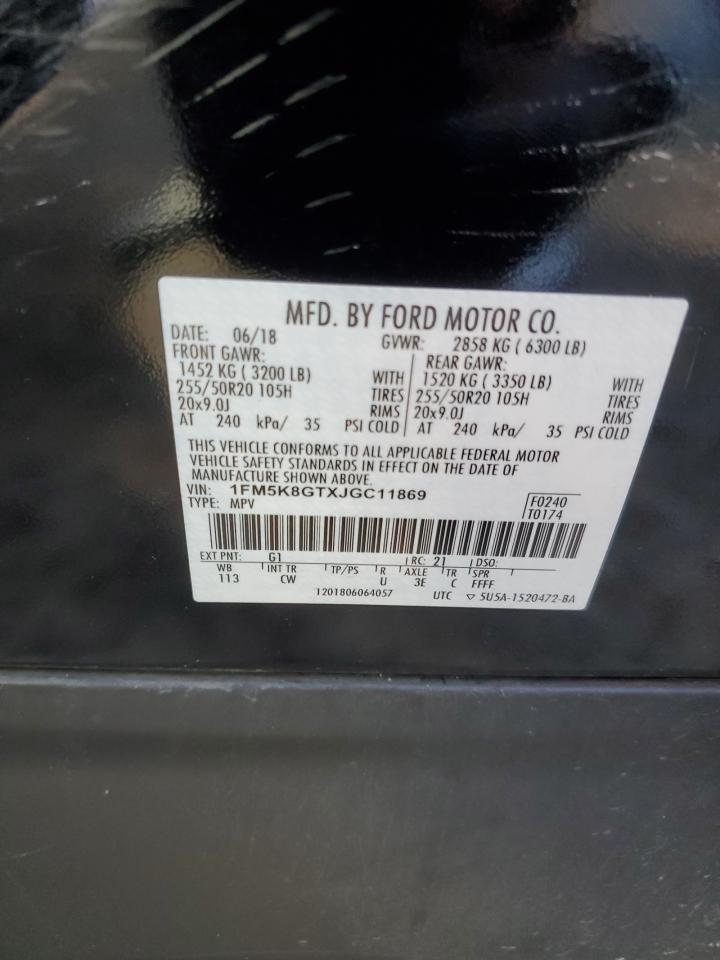 MFD. BY FORD MOTOR CO.
DATE: 06/18 GVWR: 2858 KG ( 6300 LB)
FRONT GAWR: REAR GAWR:
1452 KG ( 3200 LB) WITH 1520 KG ( 3350 LB) WITH
255/50R20 105H TIRES 255/50R20 105H TIRES
20x9.0J RIMS 20x9.0J RIMS
AT 240 kPa/ 35 PSI COLD AT 240 kPa/ 35 PSI COLD
THIS VEHICLE CONFORMS TO ALL APPLICABLE FEDERAL MOTOR
VEHICLE SAFETY STANDARDS IN EFFECT ON THE DATE OF
MANUFACTURE SHOWN ABOVE.
VIN: 1FM5K8GTXJGC11869
TYPE: MPV
F0240
T0174
EXT PNT: G1 RC: 21 DSO:
WB INT TR TP/PS R AXLE TR SPR
113 CW U 3E C FFFF
1201806064057 UTC ▽ 5U5A-1520472-BA